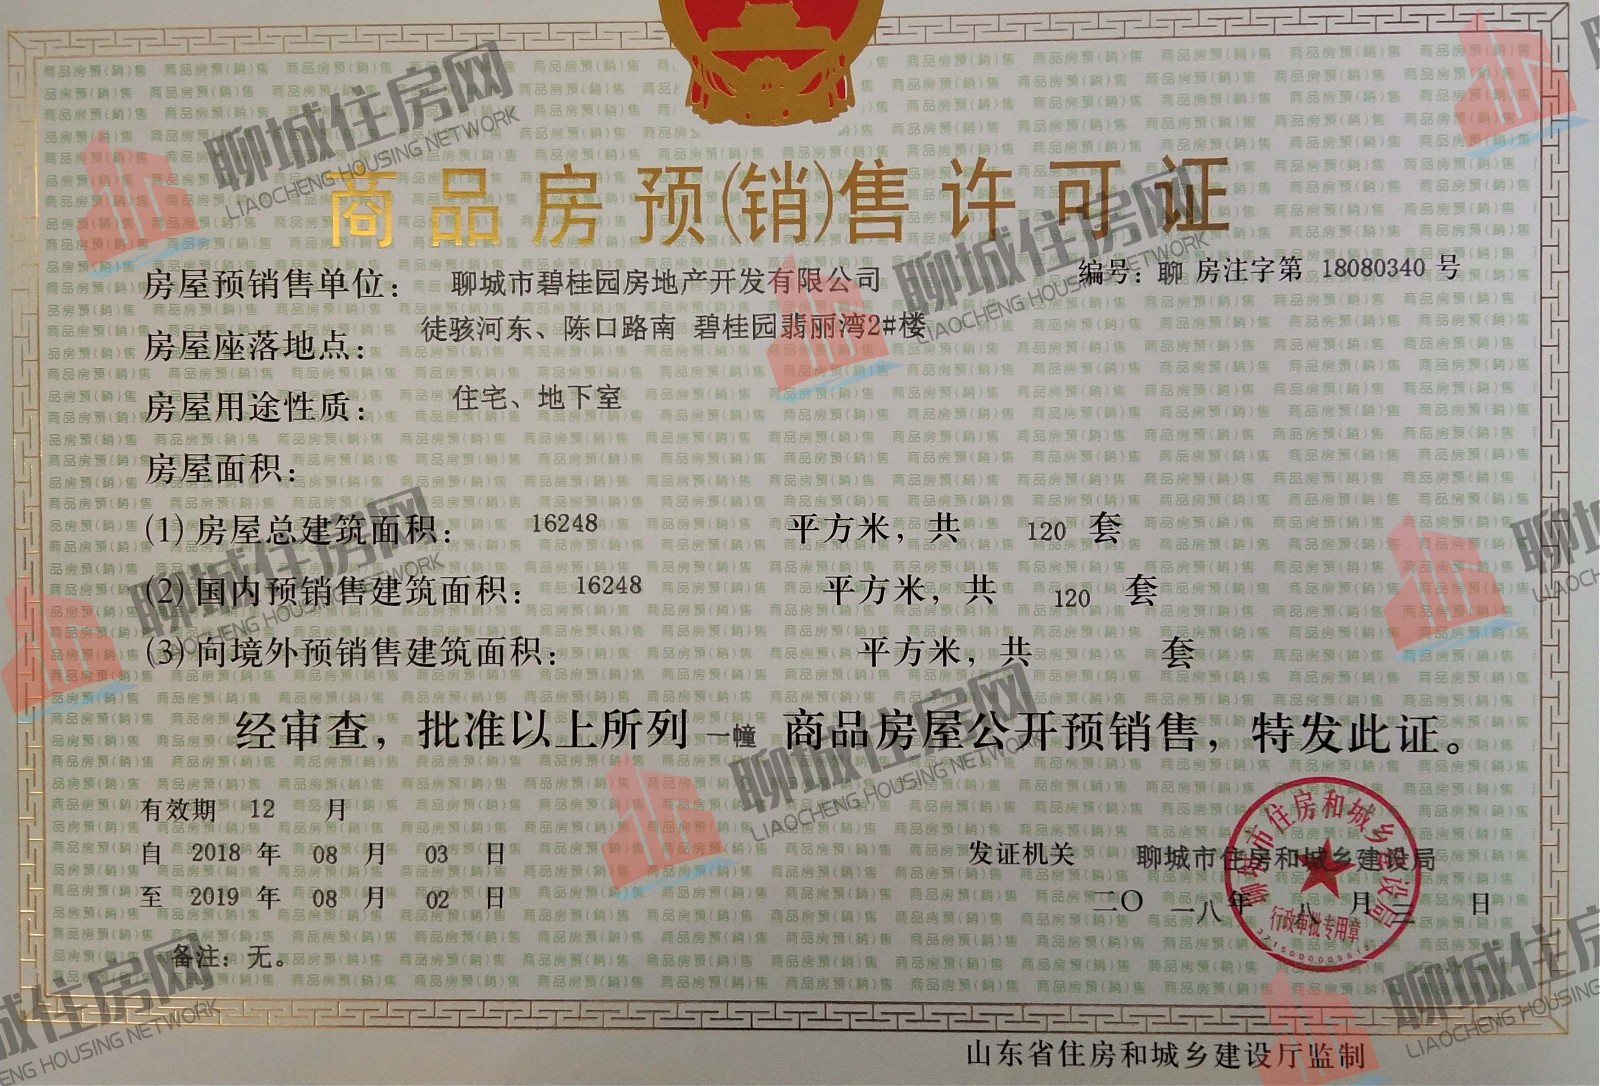 商品房预(销)售许可证
编号：聊 房注字第 18080340 号
房屋预销售单位： 聊城市碧桂园房地产开发有限公司
房屋座落地点： 徒骇河东、陈口路南 碧桂园翡丽湾2#楼
房屋用途性质： 住宅、地下室
房屋面积：
(1) 房屋总建筑面积： 16248 平方米，共 120 套
(2) 国内预销售建筑面积： 16248 平方米，共 120 套
(3) 向境外预销售建筑面积： 平方米，共 套
经审查，批准以上所列 一幢 商品房屋公开预销售，特发此证。
有效期 12 月
自 2018 年 08 月 03 日
至 2019 年 08 月 02 日
发证机关 聊城市住房和城乡建设局
二〇一八年 八 月三 日
聊城市住房和城乡建设局
行政审批专用章
备注：无。
山东省住房和城乡建设厅监制
聊城住房网
LIAOCHENG HOUSING NETWORK